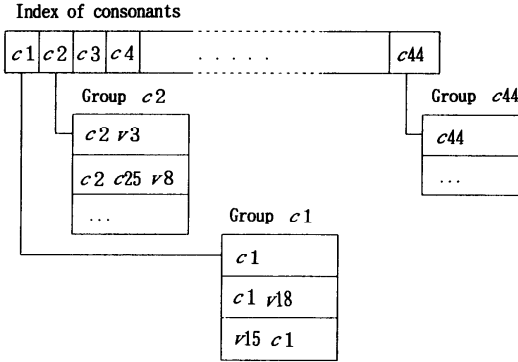 Index of consonants
c1 c2 c3 c4 ..... c44
Group c2
c2 v3
c2 c25 v8
...
Group c44
c44
...
Group c1
c1
c1 v18
v15 c1